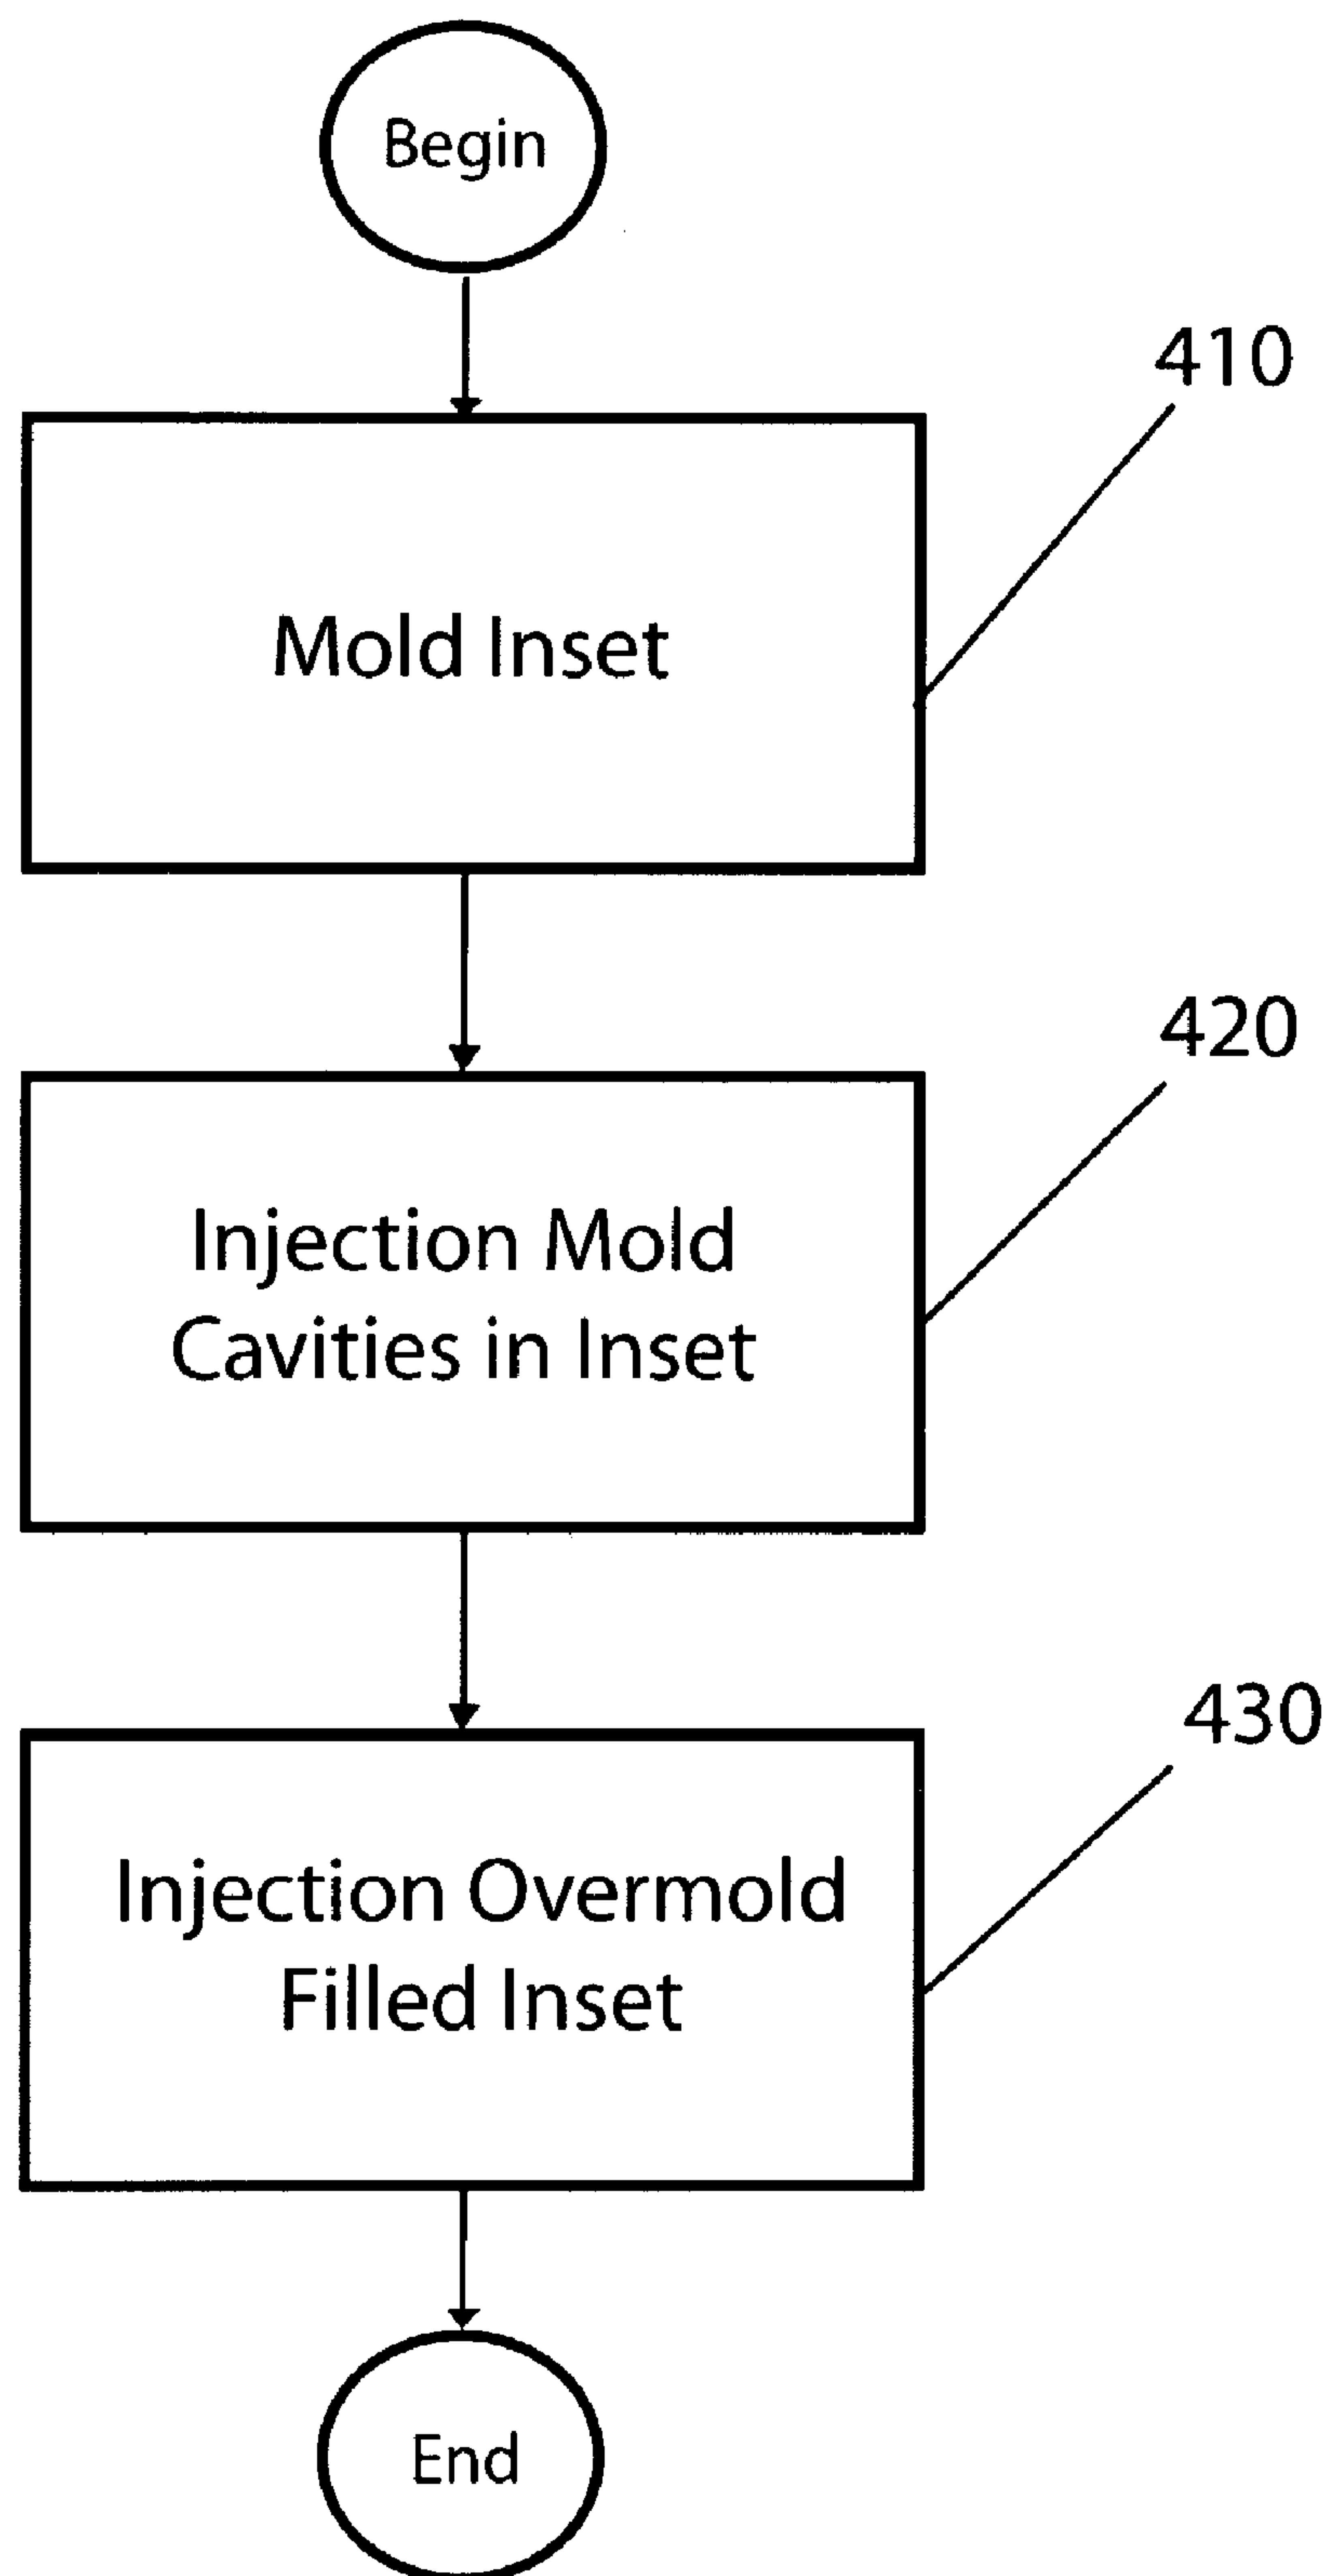 Begin
410
Mold Inset
420
Injection Mold
Cavities in Inset
430
Injection Overmold
Filled Inset
End